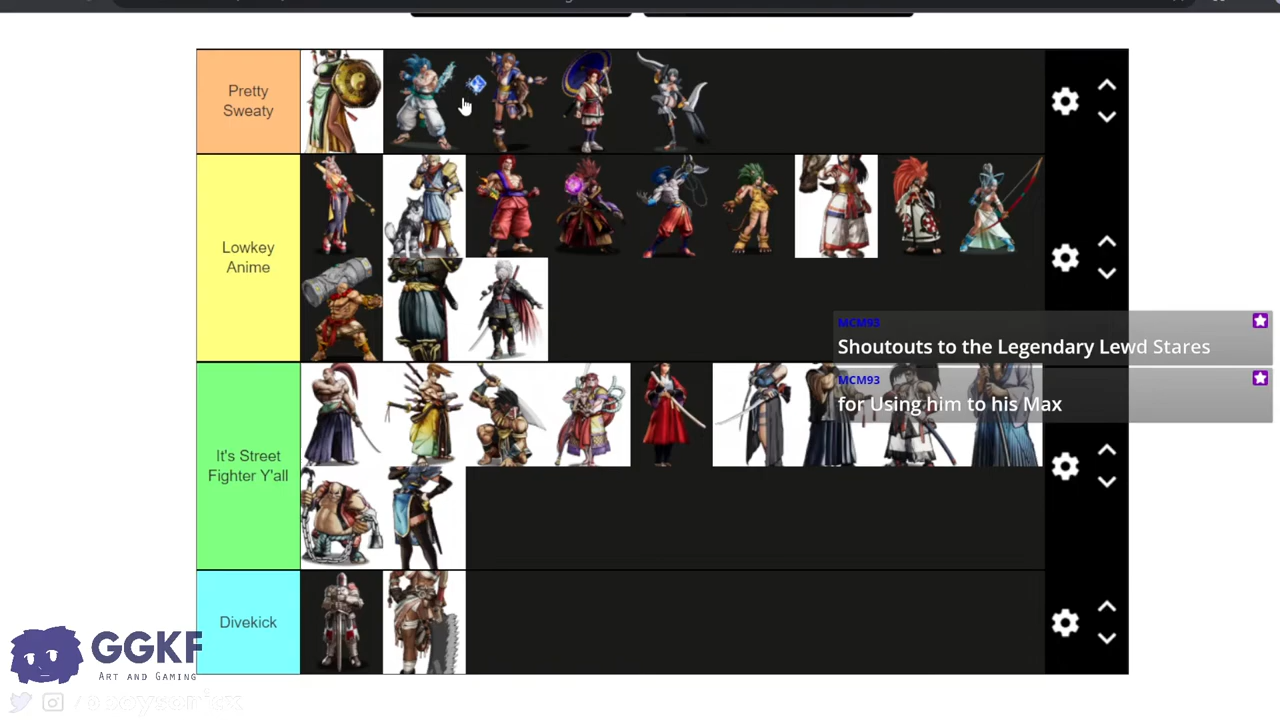 Pretty
Sweaty
Lowkey
Anime
MCM93
Shoutouts to the Legendary Lewd Stares
MCM93
for Using him to his Max
It's Street
Fighter Y'all
Divekick
GGKF
ART AND GAMING